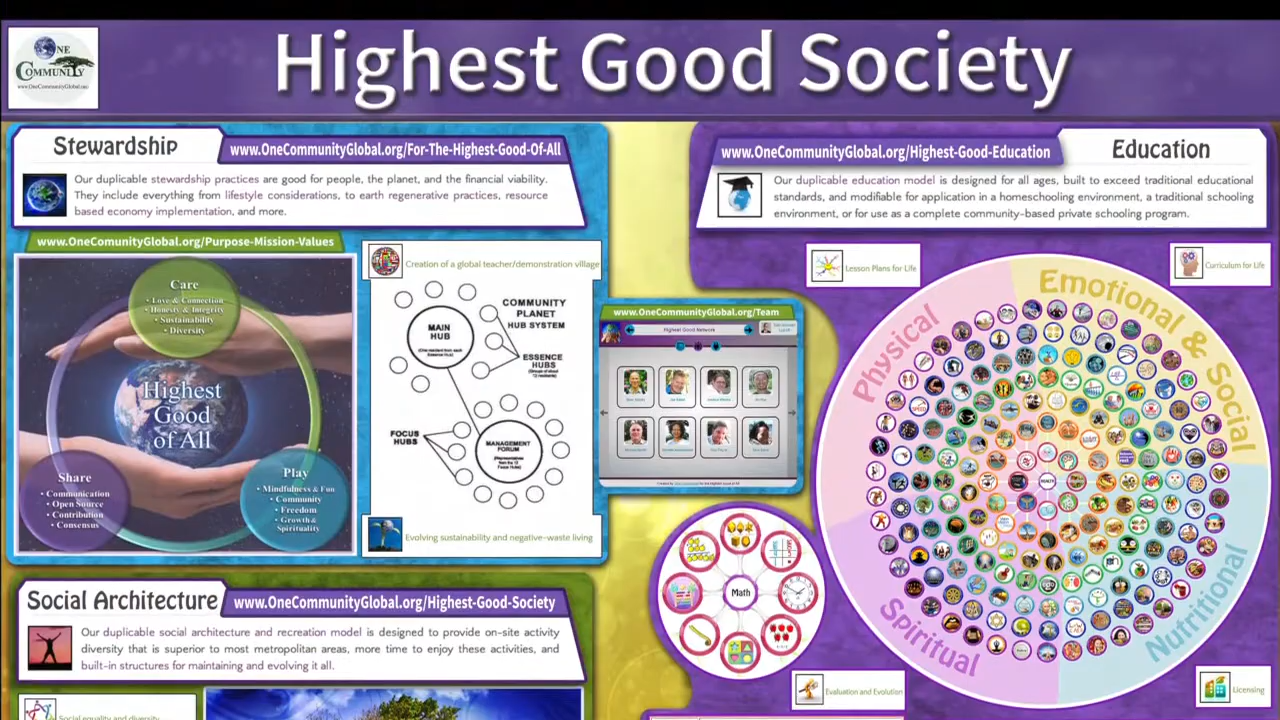 ONE
COMMUNITY
www.OneCommunityGlobal.org
Highest Good Society
Stewardship
www.OneCommunityGlobal.org/For-The-Highest-Good-Of-All
Our duplicable stewardship practices are good for people, the planet, and the financial viability.
They include everything from lifestyle considerations, to earth regenerative practices, resource
based economy implementation, and more.
www.OneComunityGlobal.org/Purpose-Mission-Values
Care
• Love & Connection
• Honesty & Integrity
• Sustainability
• Diversity
Highest
Good
of All
Share
• Communication
• Open Source
• Contribution
• Consensus
Play
• Mindfulness & Fun
• Community
• Freedom
• Growth &
Spirituality
Creation of a global teacher/demonstration village
COMMUNITY
PLANET
HUB SYSTEM
MAIN
HUB
ESSENCE
HUBS
FOCUS
HUBS
MANAGEMENT
FORUM
Evolving sustainability and negative-waste living
www.OneCommunityGlobal.org/Team
Highest Good Network
www.OneCommunityGlobal.org/Highest-Good-Education
Education
Our duplicable education model is designed for all ages, built to exceed traditional educational
standards, and modifiable for application in a homeschooling environment, a traditional schooling
environment, or for use as a complete community-based private schooling program.
Lesson Plans for Life
Curriculum for Life
Physical
Emotional & Social
Spiritual
Nutritional
Math
Evaluation and Evolution
Licensing
Social Architecture
www.OneCommunityGlobal.org/Highest-Good-Society
Our duplicable social architecture and recreation model is designed to provide on-site activity
diversity that is superior to most metropolitan areas, more time to enjoy these activities, and
built-in structures for maintaining and evolving it all.
Social equality and diversity